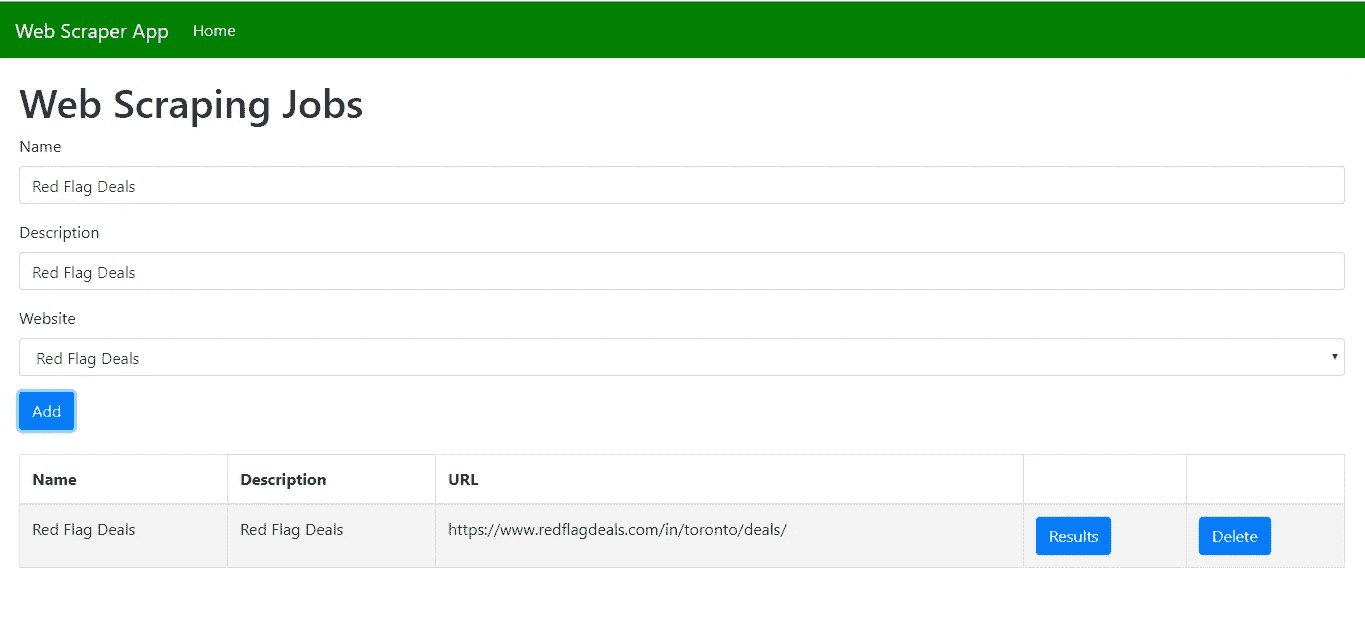 Web Scraper App Home
Web Scraping Jobs
Name
Red Flag Deals
Description
Red Flag Deals
Website
Red Flag Deals
Add
Name Description URL
Red Flag Deals Red Flag Deals https://www.redflagdeals.com/in/toronto/deals/ Results Delete